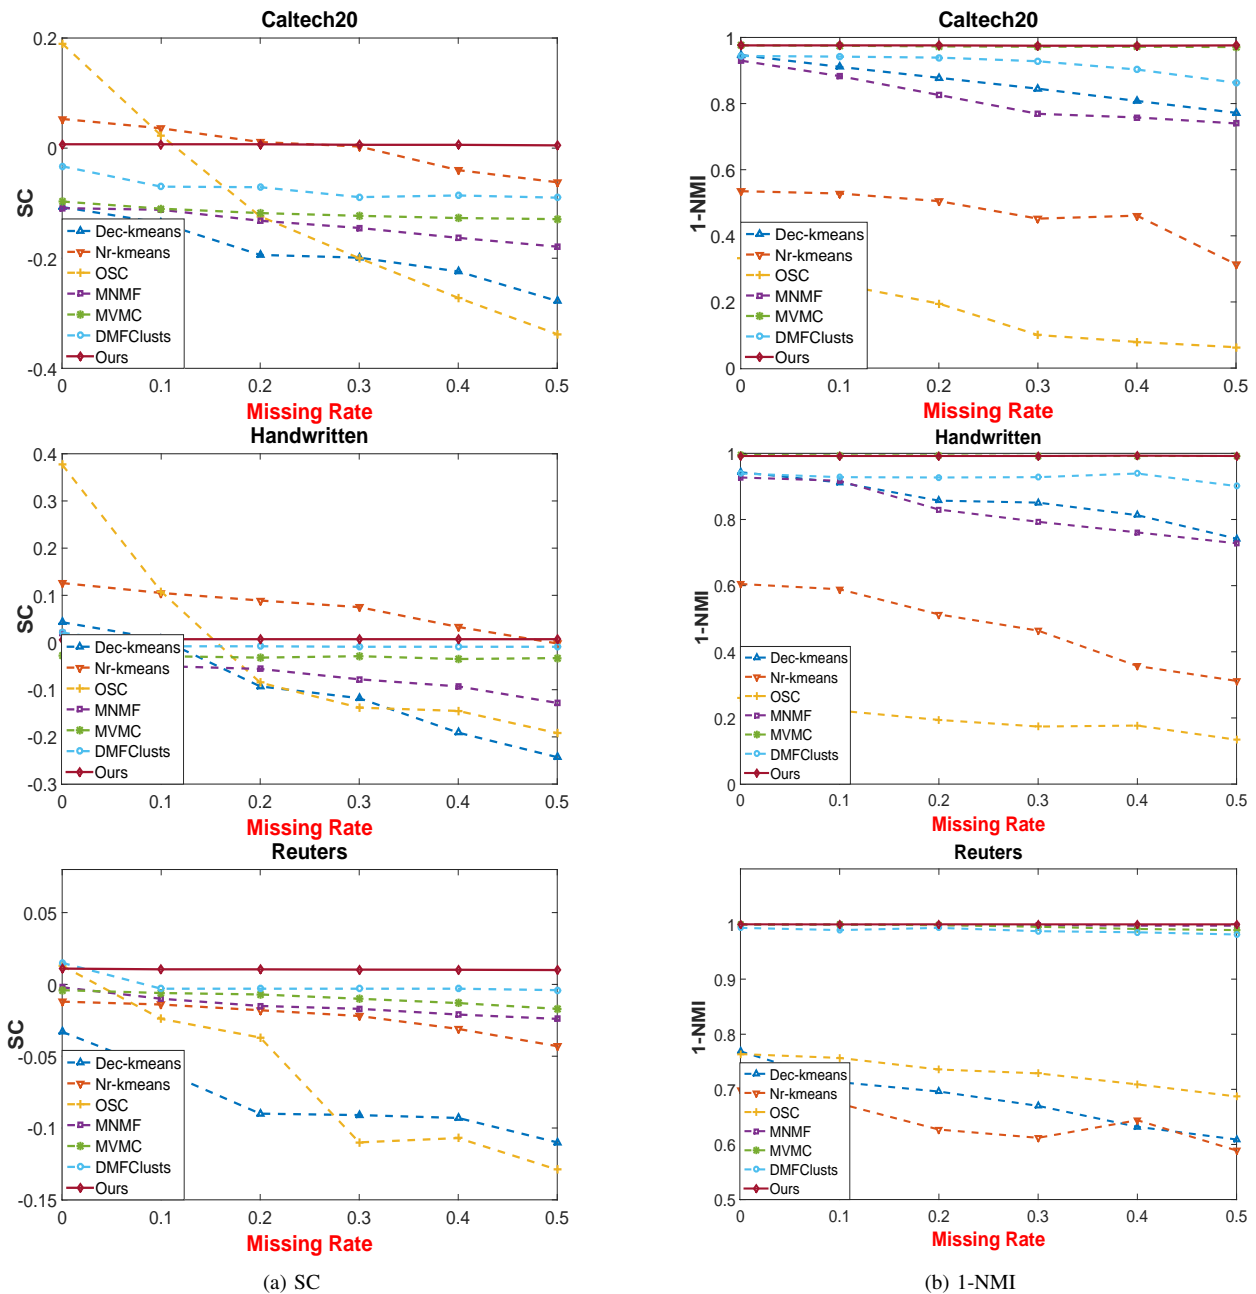 Caltech20
0.2
0
-0.2
-0.4
SC
Dec-kmeans
Nr-kmeans
OSC
MNMF
MVMC
DMFClusts
Ours
0 0.1 0.2 0.3 0.4 0.5
Missing Rate
Caltech20
1
0.8
0.6
0.4
0.2
0
1-NMI
Dec-kmeans
Nr-kmeans
OSC
MNMF
MVMC
DMFClusts
Ours
0 0.1 0.2 0.3 0.4 0.5
Missing Rate
Handwritten
0.4
0.3
0.2
0.1
0
-0.1
-0.2
-0.3
SC
Dec-kmeans
Nr-kmeans
OSC
MNMF
MVMC
DMFClusts
Ours
0 0.1 0.2 0.3 0.4 0.5
Missing Rate
Handwritten
1
0.8
0.6
0.4
0.2
0
1-NMI
Dec-kmeans
Nr-kmeans
OSC
MNMF
MVMC
DMFClusts
Ours
0 0.1 0.2 0.3 0.4 0.5
Missing Rate
Reuters
0.05
0
-0.05
-0.1
-0.15
SC
Dec-kmeans
Nr-kmeans
OSC
MNMF
MVMC
DMFClusts
Ours
0 0.1 0.2 0.3 0.4 0.5
Missing Rate
Reuters
1
0.9
0.8
0.7
0.6
0.5
1-NMI
Dec-kmeans
Nr-kmeans
OSC
MNMF
MVMC
DMFClusts
Ours
0 0.1 0.2 0.3 0.4 0.5
Missing Rate
(a) SC
(b) 1-NMI